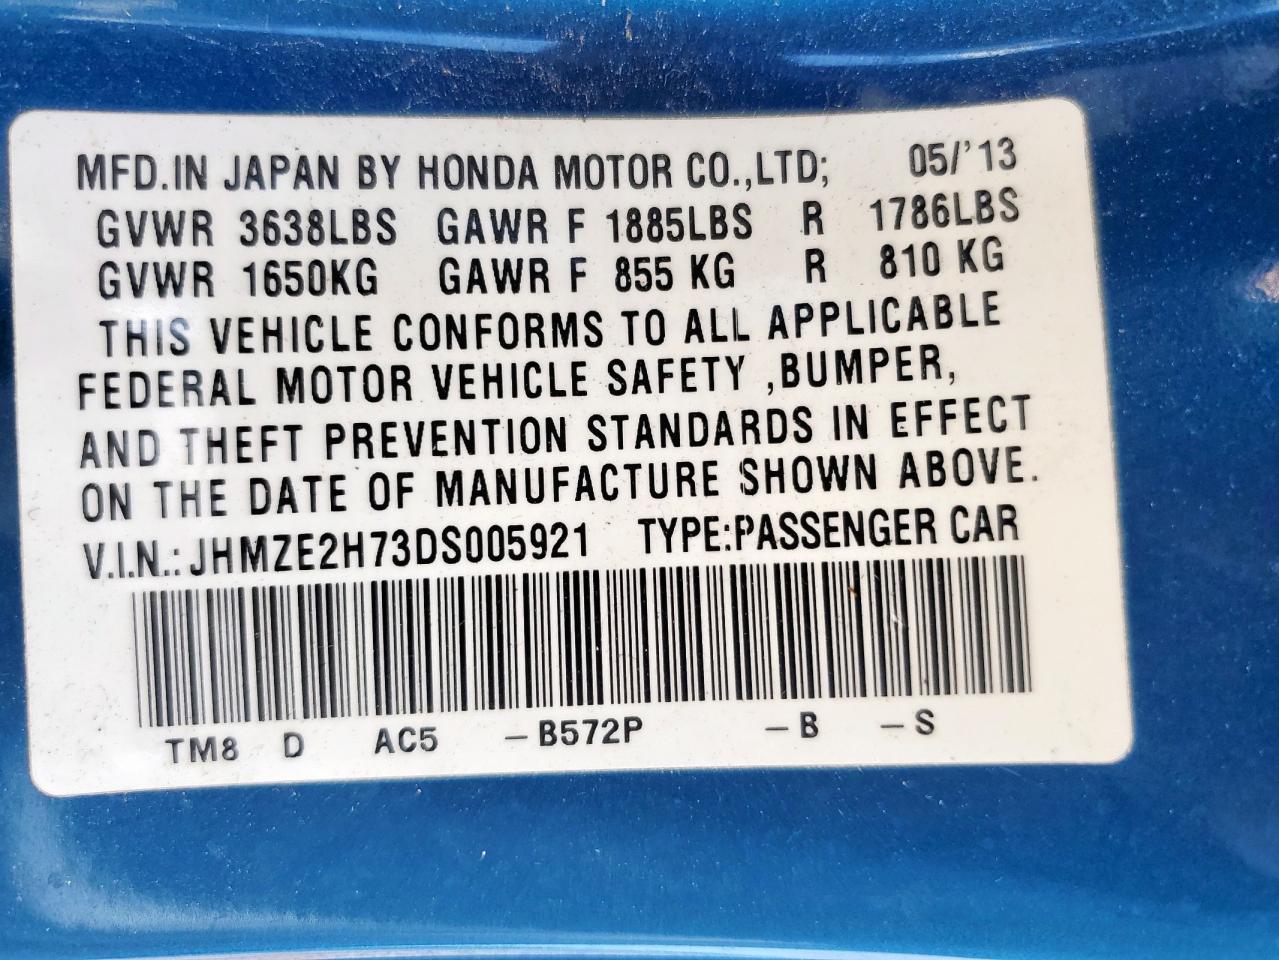 MFD.IN JAPAN BY HONDA MOTOR CO.,LTD; 05/'13
GVWR 3638LBS GAWR F 1885LBS R 1786LBS
GVWR 1650KG GAWR F 855 KG R 810 KG
THIS VEHICLE CONFORMS TO ALL APPLICABLE
FEDERAL MOTOR VEHICLE SAFETY ,BUMPER,
AND THEFT PREVENTION STANDARDS IN EFFECT
ON THE DATE OF MANUFACTURE SHOWN ABOVE.
V.I.N.: JHMZE2H73DS005921 TYPE:PASSENGER CAR
TM8 D AC5 –B572P –B –S